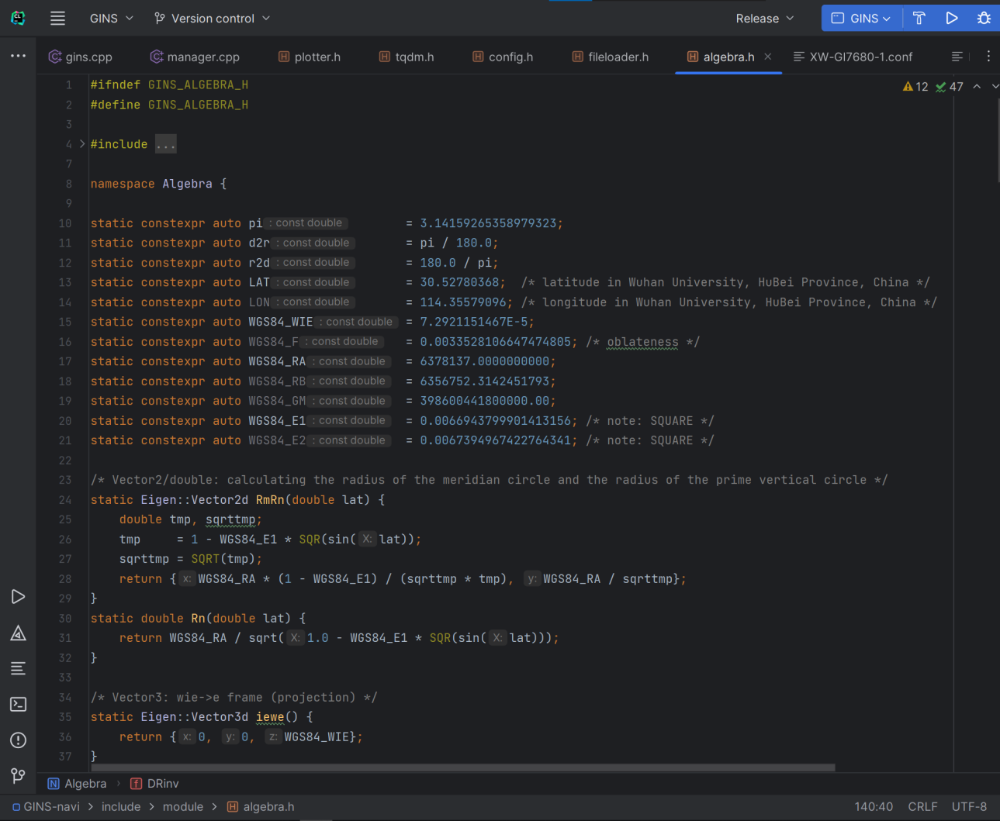 GINS Version control Release GINS
gins.cpp manager.cpp plotter.h tqdm.h config.h fileloader.h algebra.h XW-GI7680-1.conf
12 47
1 #ifndef GINS_ALGEBRA_H
2 #define GINS_ALGEBRA_H
3
4 #include ...
7
8 namespace Algebra {
9
10 static constexpr auto pi : const double = 3.14159265358979323;
11 static constexpr auto d2r : const double = pi / 180.0;
12 static constexpr auto r2d : const double = 180.0 / pi;
13 static constexpr auto LAT : const double = 30.52780368; /* latitude in Wuhan University, HuBei Province, China */
14 static constexpr auto LON : const double = 114.35579096; /* longitude in Wuhan University, HuBei Province, China */
15 static constexpr auto WGS84_WIE : const double = 7.2921151467E-5;
16 static constexpr auto WGS84_F : const double = 0.0033528106647474805; /* oblateness */
17 static constexpr auto WGS84_RA : const double = 6378137.0000000000;
18 static constexpr auto WGS84_RB : const double = 6356752.3142451793;
19 static constexpr auto WGS84_GM : const double = 398600441800000.00;
20 static constexpr auto WGS84_E1 : const double = 0.0066943799901413156; /* note: SQUARE */
21 static constexpr auto WGS84_E2 : const double = 0.0067394967422764341; /* note: SQUARE */
22
23 /* Vector2/double: calculating the radius of the meridian circle and the radius of the prime vertical circle */
24 static Eigen::Vector2d RmRn(double lat) {
25 double tmp, sqrttmp;
26 tmp = 1 - WGS84_E1 * SQR(sin( X: lat));
27 sqrttmp = SQRT(tmp);
28 return { x: WGS84_RA * (1 - WGS84_E1) / (sqrttmp * tmp), y: WGS84_RA / sqrttmp};
29 }
30 static double Rn(double lat) {
31 return WGS84_RA / sqrt( X: 1.0 - WGS84_E1 * SQR(sin( X: lat)));
32 }
33
34 /* Vector3: wie->e frame (projection) */
35 static Eigen::Vector3d iewe() {
36 return { x: 0, y: 0, z: WGS84_WIE};
37 }
Algebra DRinv
GINS-navi include module algebra.h 140:40 CRLF UTF-8